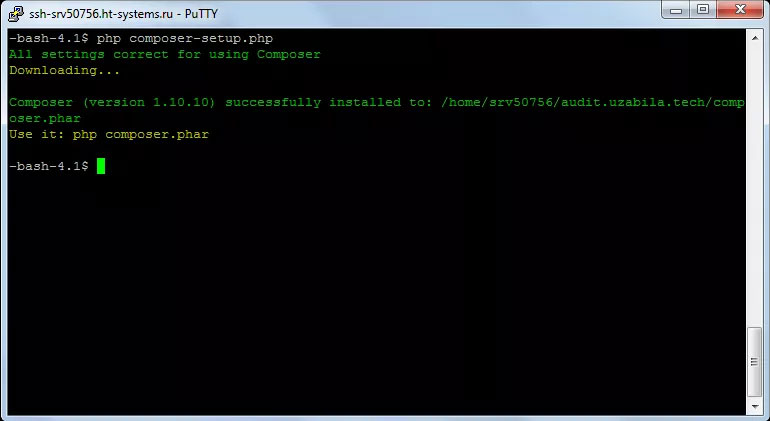 ssh-srv50756.ht-systems.ru - PuTTY
-bash-4.1$ php composer-setup.php
All settings correct for using Composer
Downloading...
Composer (version 1.10.10) successfully installed to: /home/srv50756/audit.uzabila.tech/comp
oser.phar
Use it: php composer.phar
-bash-4.1$